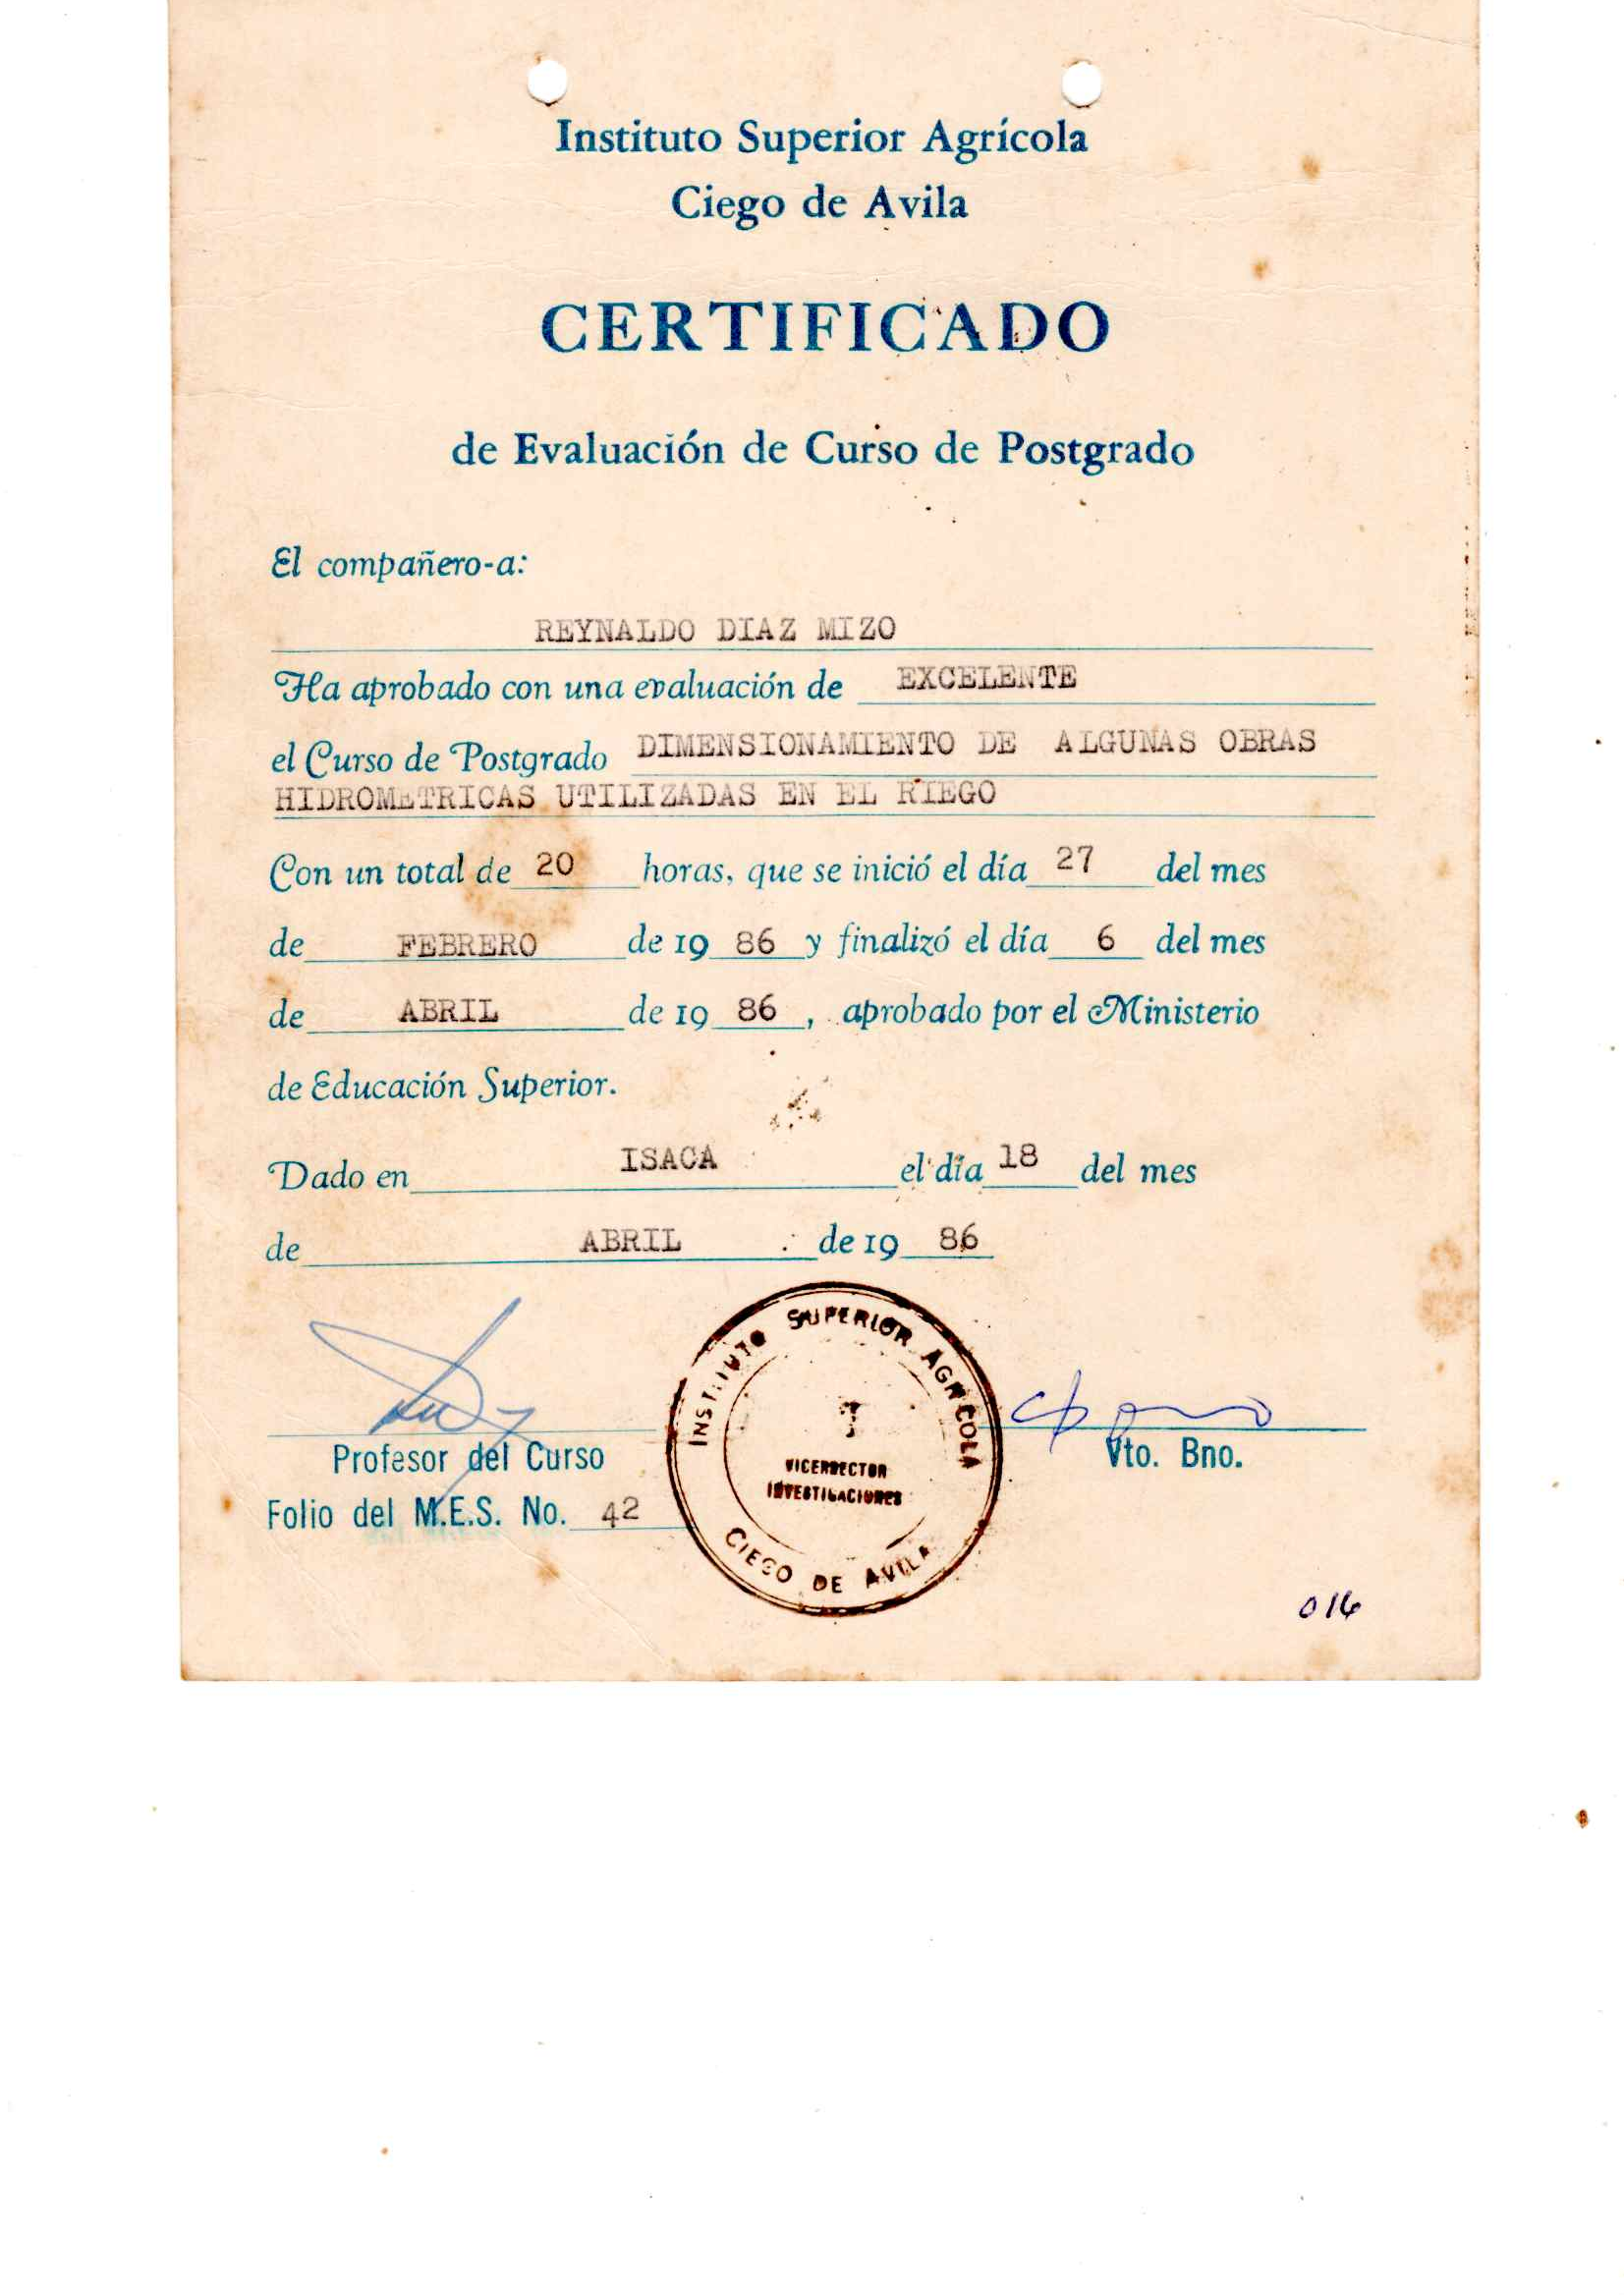 Instituto Superior Agrícola
Ciego de Avila
CERTIFICADO
de Evaluación de Curso de Postgrado
El compañero-a:
REYNALDO DIAZ MIZO
Ha aprobado con una evaluación de EXCELENTE
el Curso de Postgrado DIMENSIONAMIENTO DE ALGUNAS OBRAS
HIDROMETRICAS UTILIZADAS EN EL RIEGO
Con un total de 20 horas, que se inició el día 27 del mes
de FEBRERO de 19 86 y finalizó el día 6 del mes
de ABRIL de 19 86, aprobado por el Ministerio
de Educación Superior.
Dado en ISACA el día 18 del mes
de ABRIL de 19 86
INSTITUTO SUPERIOR AGRICOLA
VICERRECTOR
INVESTIGACIONES
CIEGO DE AVILA
Profesor del Curso
Vto. Bno.
Folio del M.E.S. No. 42
016